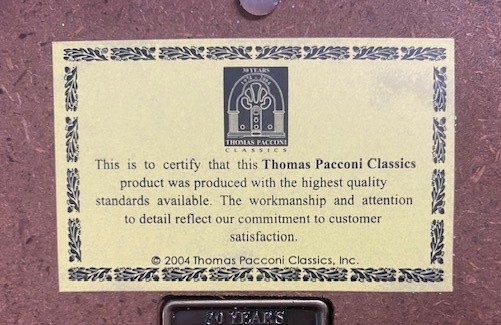 30 YEARS
THOMAS PACCONI
CLASSICS
This is to certify that this Thomas Pacconi Classics
product was produced with the highest quality
standards available. The workmanship and attention
to detail reflect our commitment to customer
satisfaction.
© 2004 Thomas Pacconi Classics, Inc.
30 YEARS